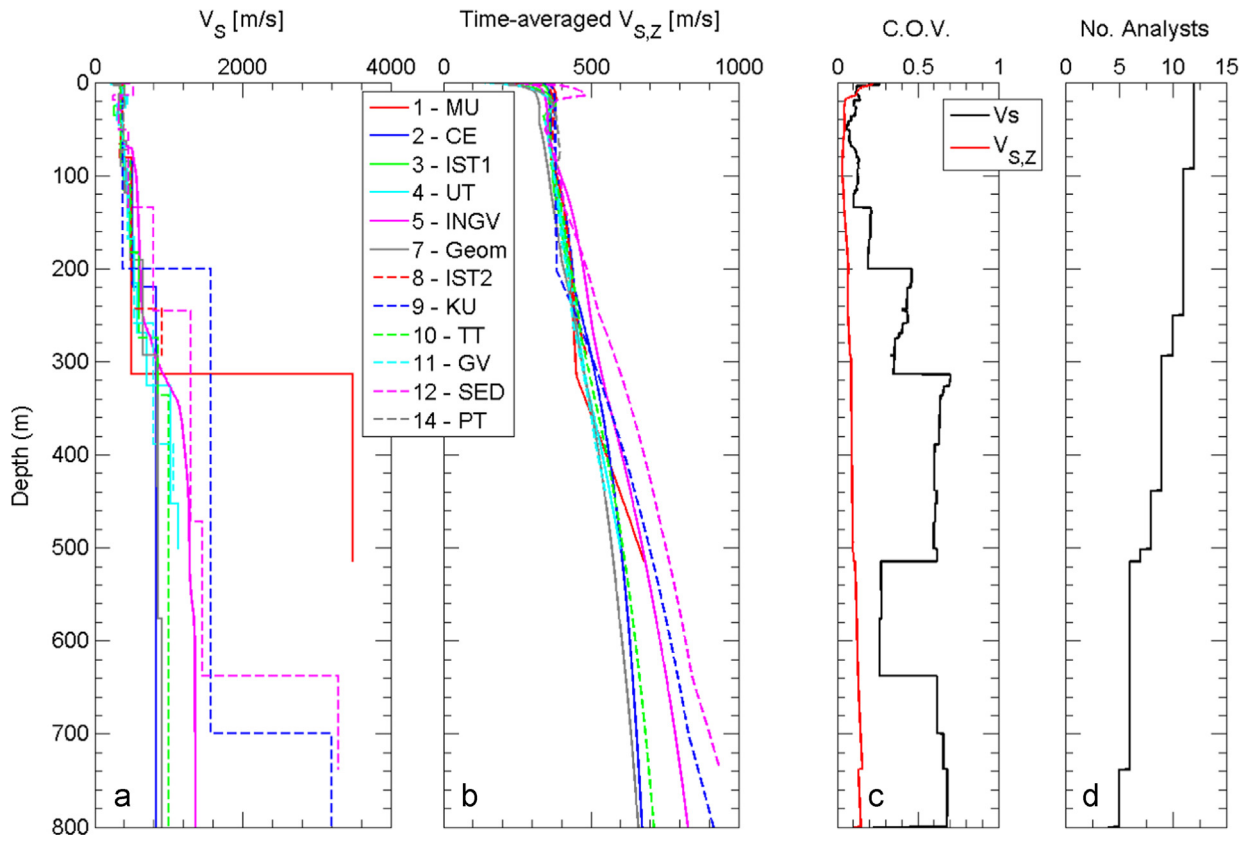 V_S [m/s]
Time-averaged V_S,Z [m/s]
C.O.V.
No. Analysts
0 2000 4000
0 500 1000
0 0.5 1
0 5 10 15
Depth (m)
0
100
200
300
400
500
600
700
800
1 - MU
2 - CE
3 - IST1
4 - UT
5 - INGV
7 - Geom
8 - IST2
9 - KU
10 - TT
11 - GV
12 - SED
14 - PT
Vs
V_S,Z
a
b
c
d